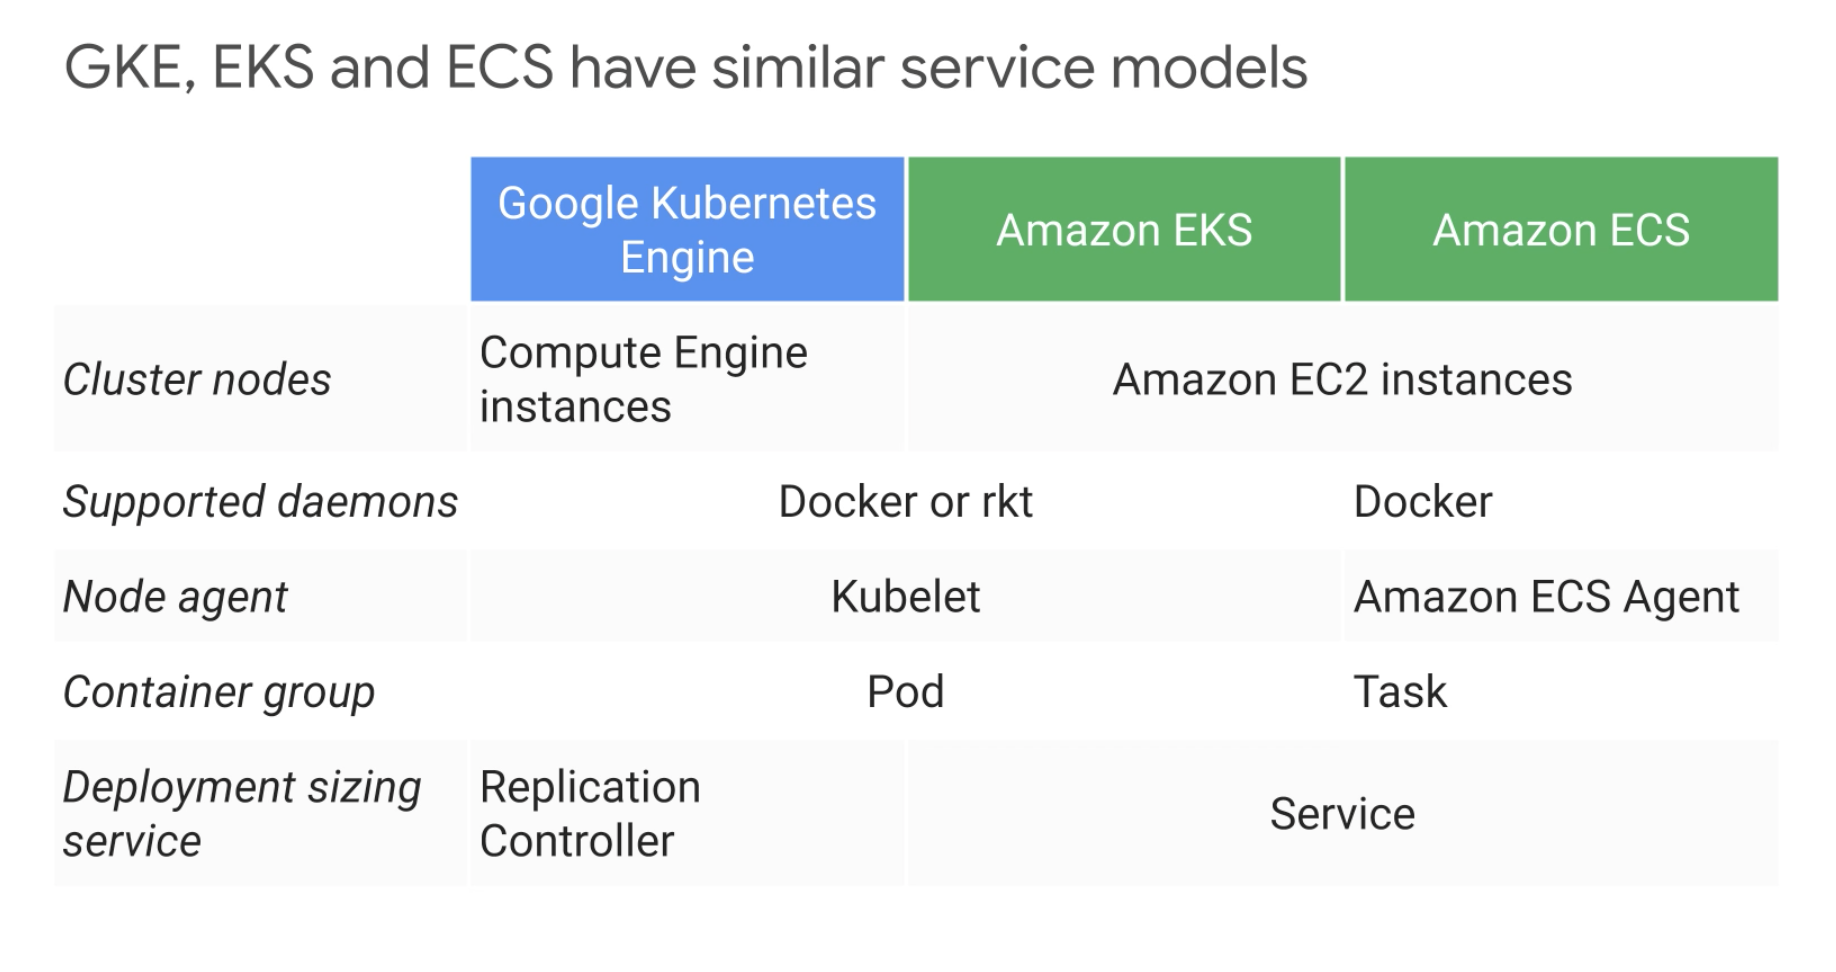 GKE, EKS and ECS have similar service models
Google Kubernetes
Engine
Amazon EKS
Amazon ECS
Cluster nodes
Compute Engine
instances
Amazon EC2 instances
Supported daemons
Docker or rkt
Docker
Node agent
Kubelet
Amazon ECS Agent
Container group
Pod
Task
Deployment sizing
service
Replication
Controller
Service